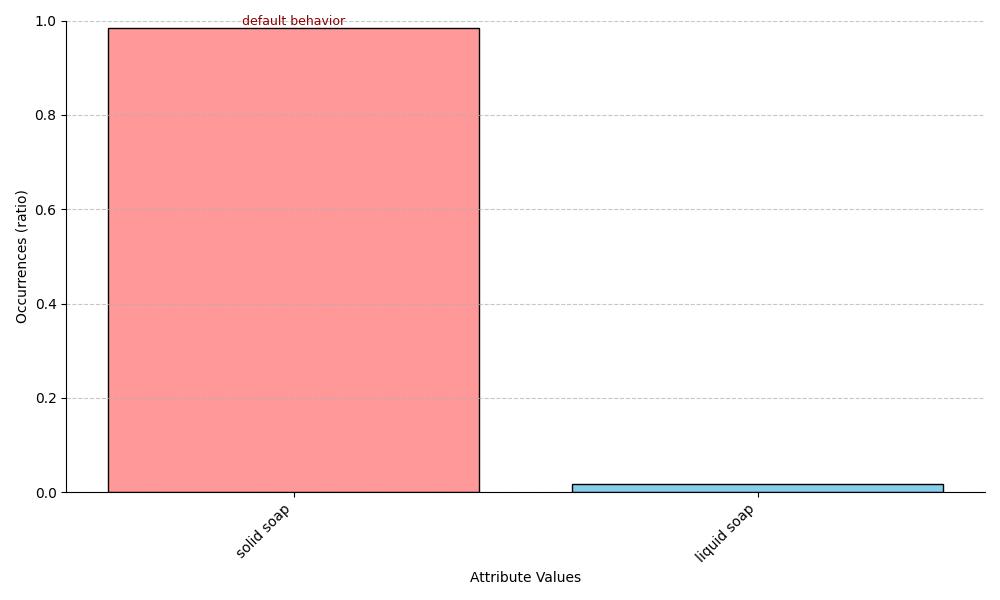 default behavior
1.0
0.8
0.6
0.4
0.2
0.0
Occurrences (ratio)
solid soap
liquid soap
Attribute Values